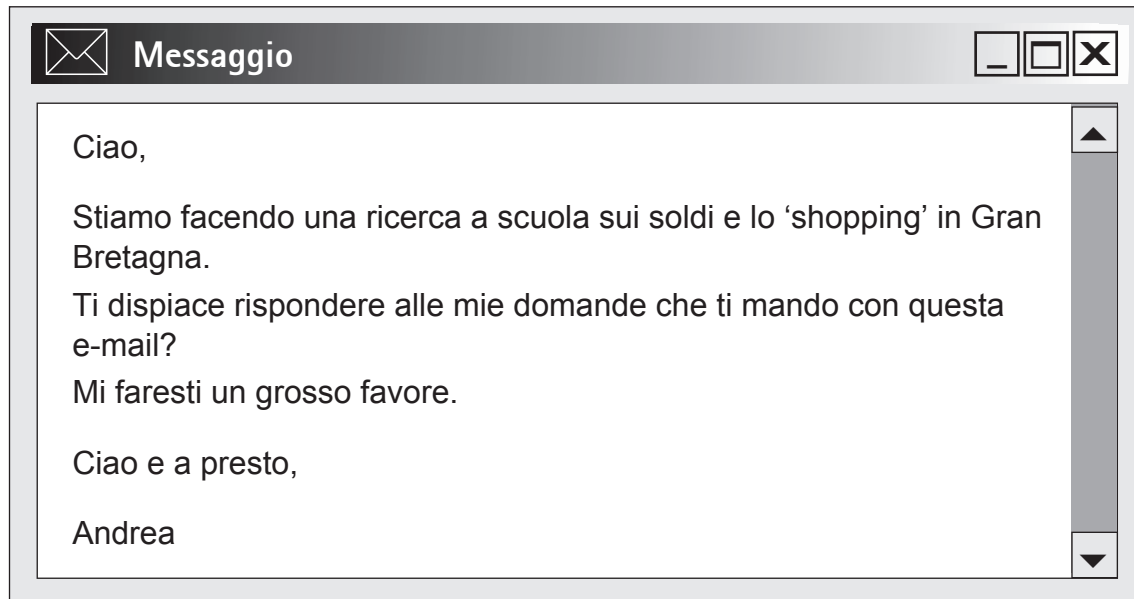 Messaggio
Ciao,
Stiamo facendo una ricerca a scuola sui soldi e lo ‘shopping’ in Gran
Bretagna.
Ti dispiace rispondere alle mie domande che ti mando con questa
e-mail?
Mi faresti un grosso favore.
Ciao e a presto,
Andrea